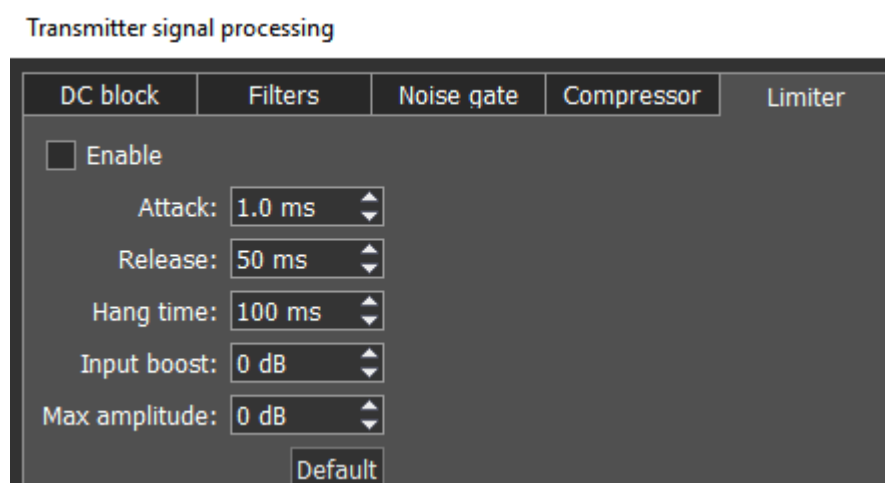 Transmitter signal processing
DC block Filters Noise gate Compressor Limiter
Enable
Attack: 1.0 ms
Release: 50 ms
Hang time: 100 ms
Input boost: 0 dB
Max amplitude: 0 dB
Default